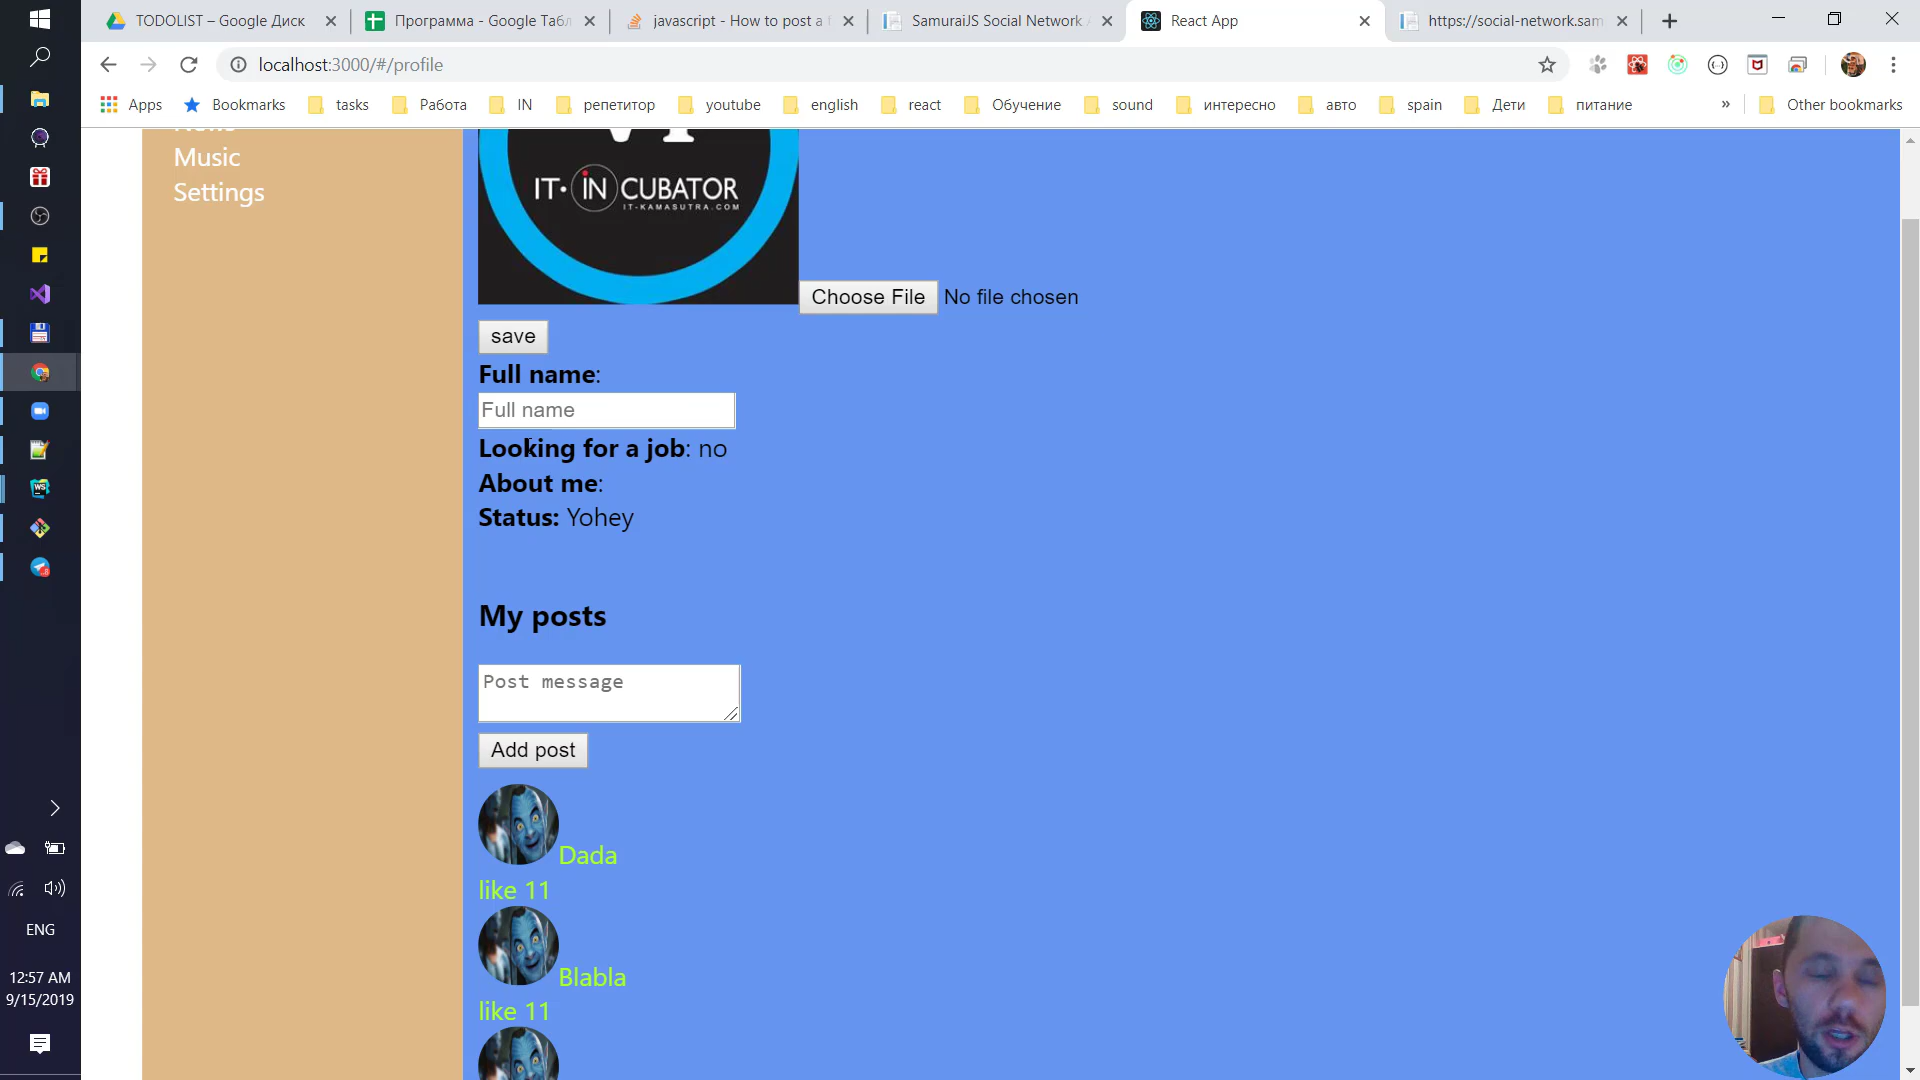 TODOLIST – Google Диск
Программа - Google Табл
javascript - How to post a
SamuraiJS Social Network
React App
https://social-network.sam
localhost:3000/#/profile
Apps
Bookmarks
tasks
Работа
IN
репетитор
youtube
english
react
Обучение
sound
интересно
авто
spain
Дети
питание
»
Other bookmarks
Music
Settings
IT·INCUBATOR
IT-KAMASUTRA.COM
Choose File No file chosen
save
Full name:
Full name
Looking for a job: no
About me:
Status: Yohey
My posts
Post message
Add post
Dada
like 11
Blabla
like 11
ENG
12:57 AM
9/15/2019